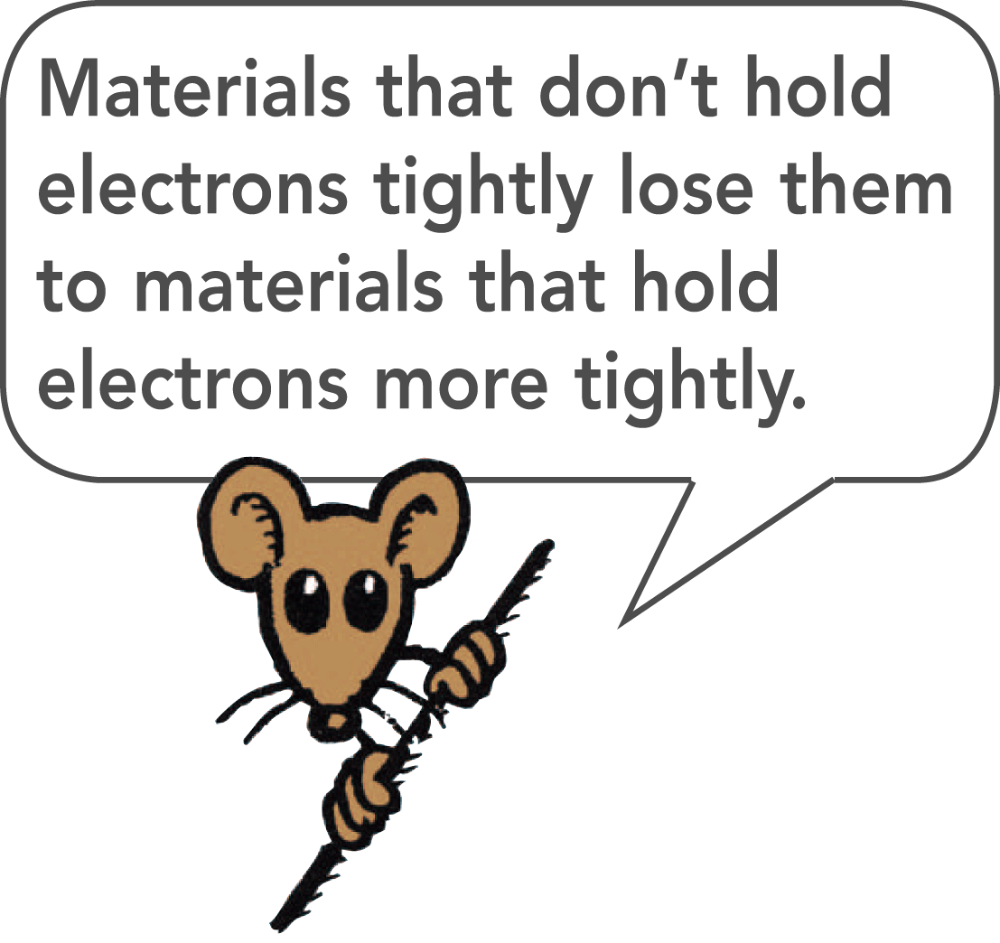 Materials that don't hold
electrons tightly lose them
to materials that hold
electrons more tightly.